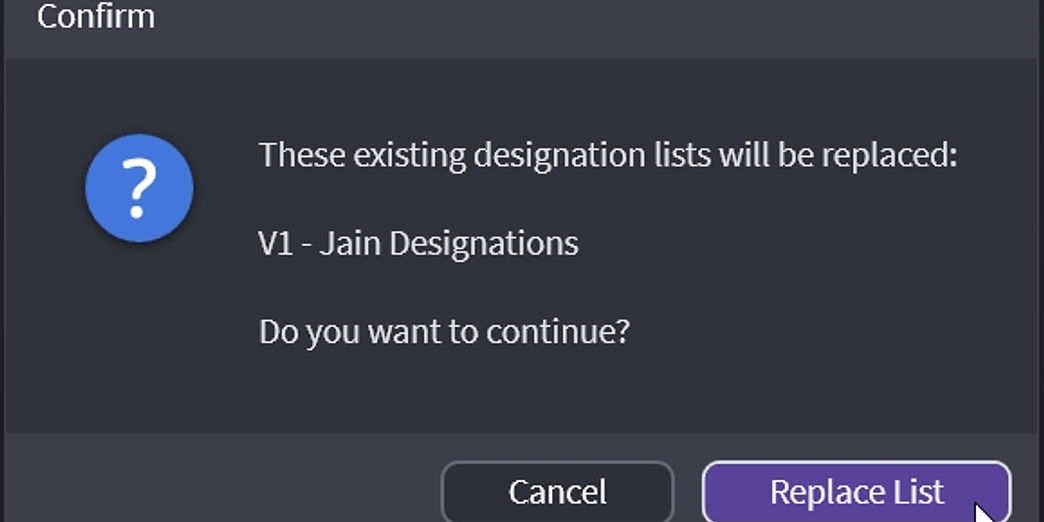 Confirm
?
These existing designation lists will be replaced:
V1 - Jain Designations
Do you want to continue?
Cancel Replace List